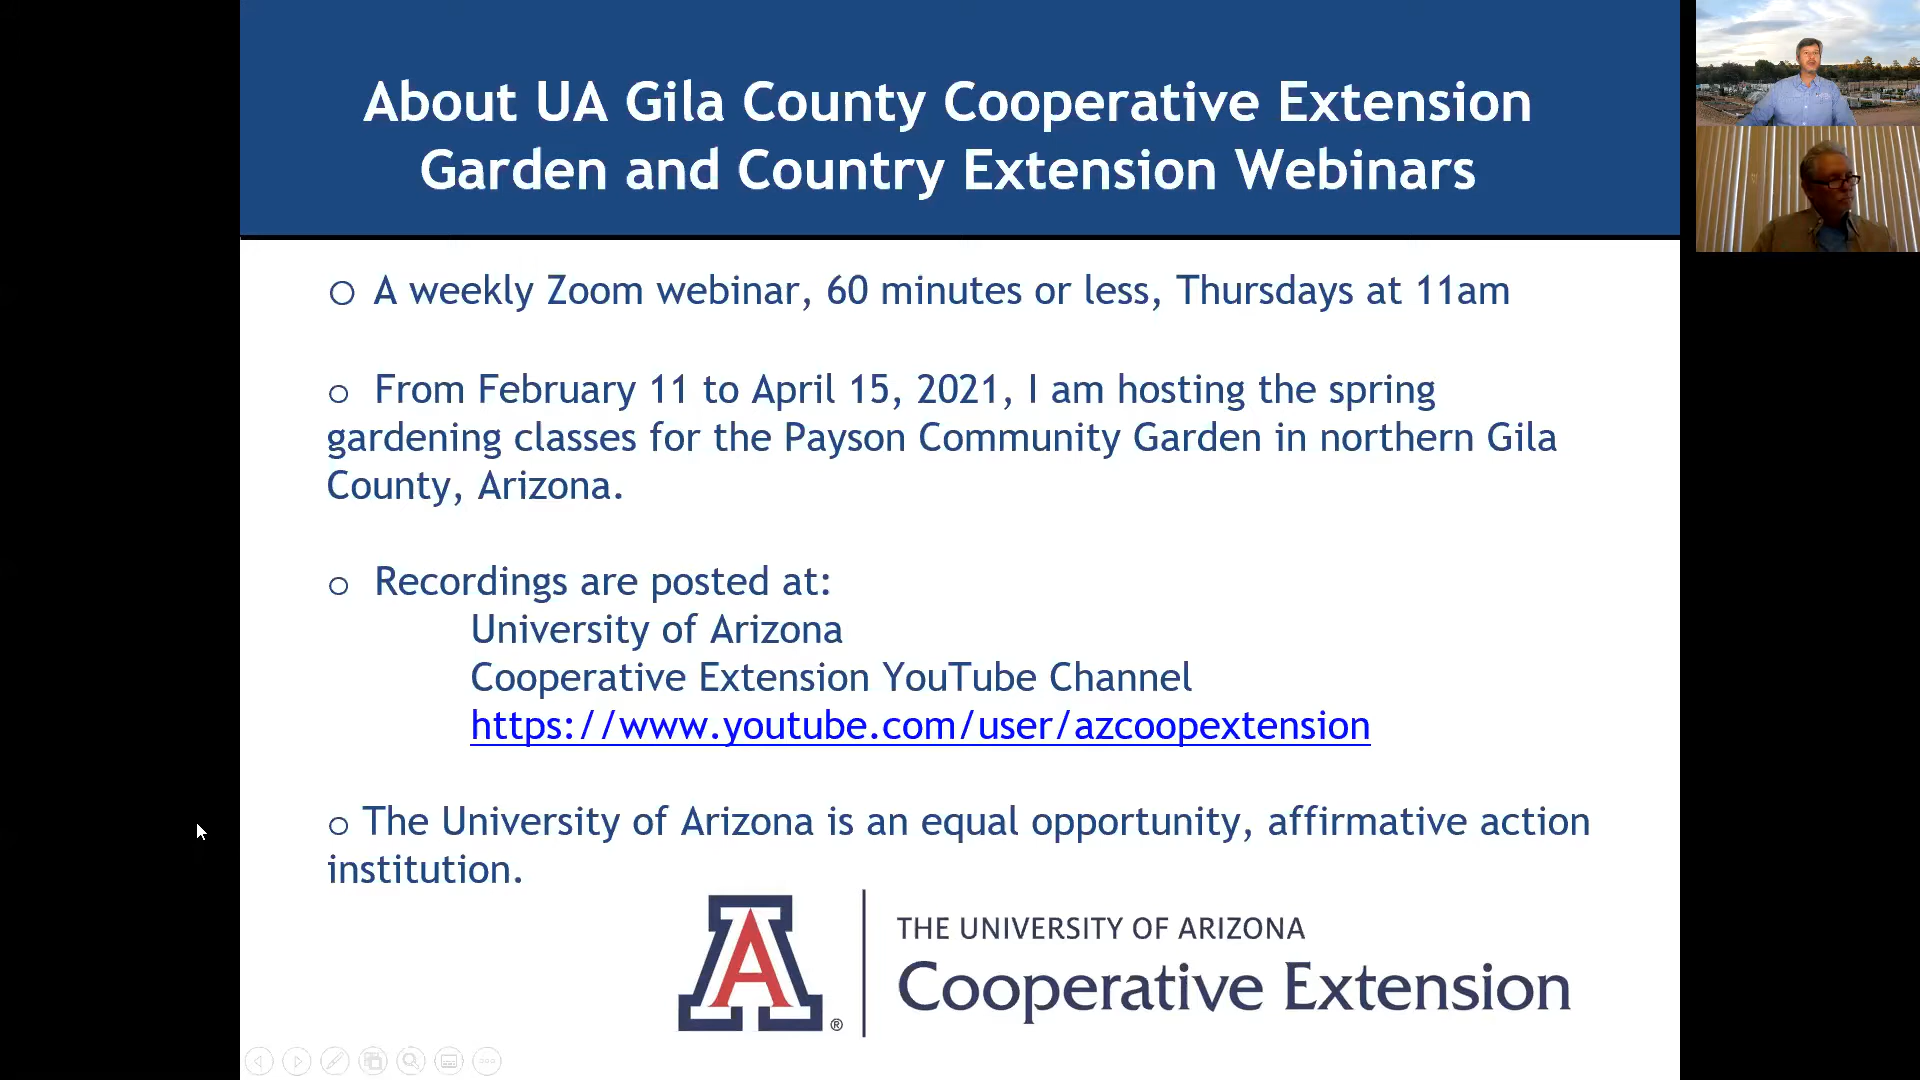 About UA Gila County Cooperative Extension
Garden and Country Extension Webinars
o A weekly Zoom webinar, 60 minutes or less, Thursdays at 11am
o From February 11 to April 15, 2021, I am hosting the spring
gardening classes for the Payson Community Garden in northern Gila
County, Arizona.
o Recordings are posted at:
University of Arizona
Cooperative Extension YouTube Channel
https://www.youtube.com/user/azcoopextension
o The University of Arizona is an equal opportunity, affirmative action
institution.
A ®
THE UNIVERSITY OF ARIZONA
Cooperative Extension